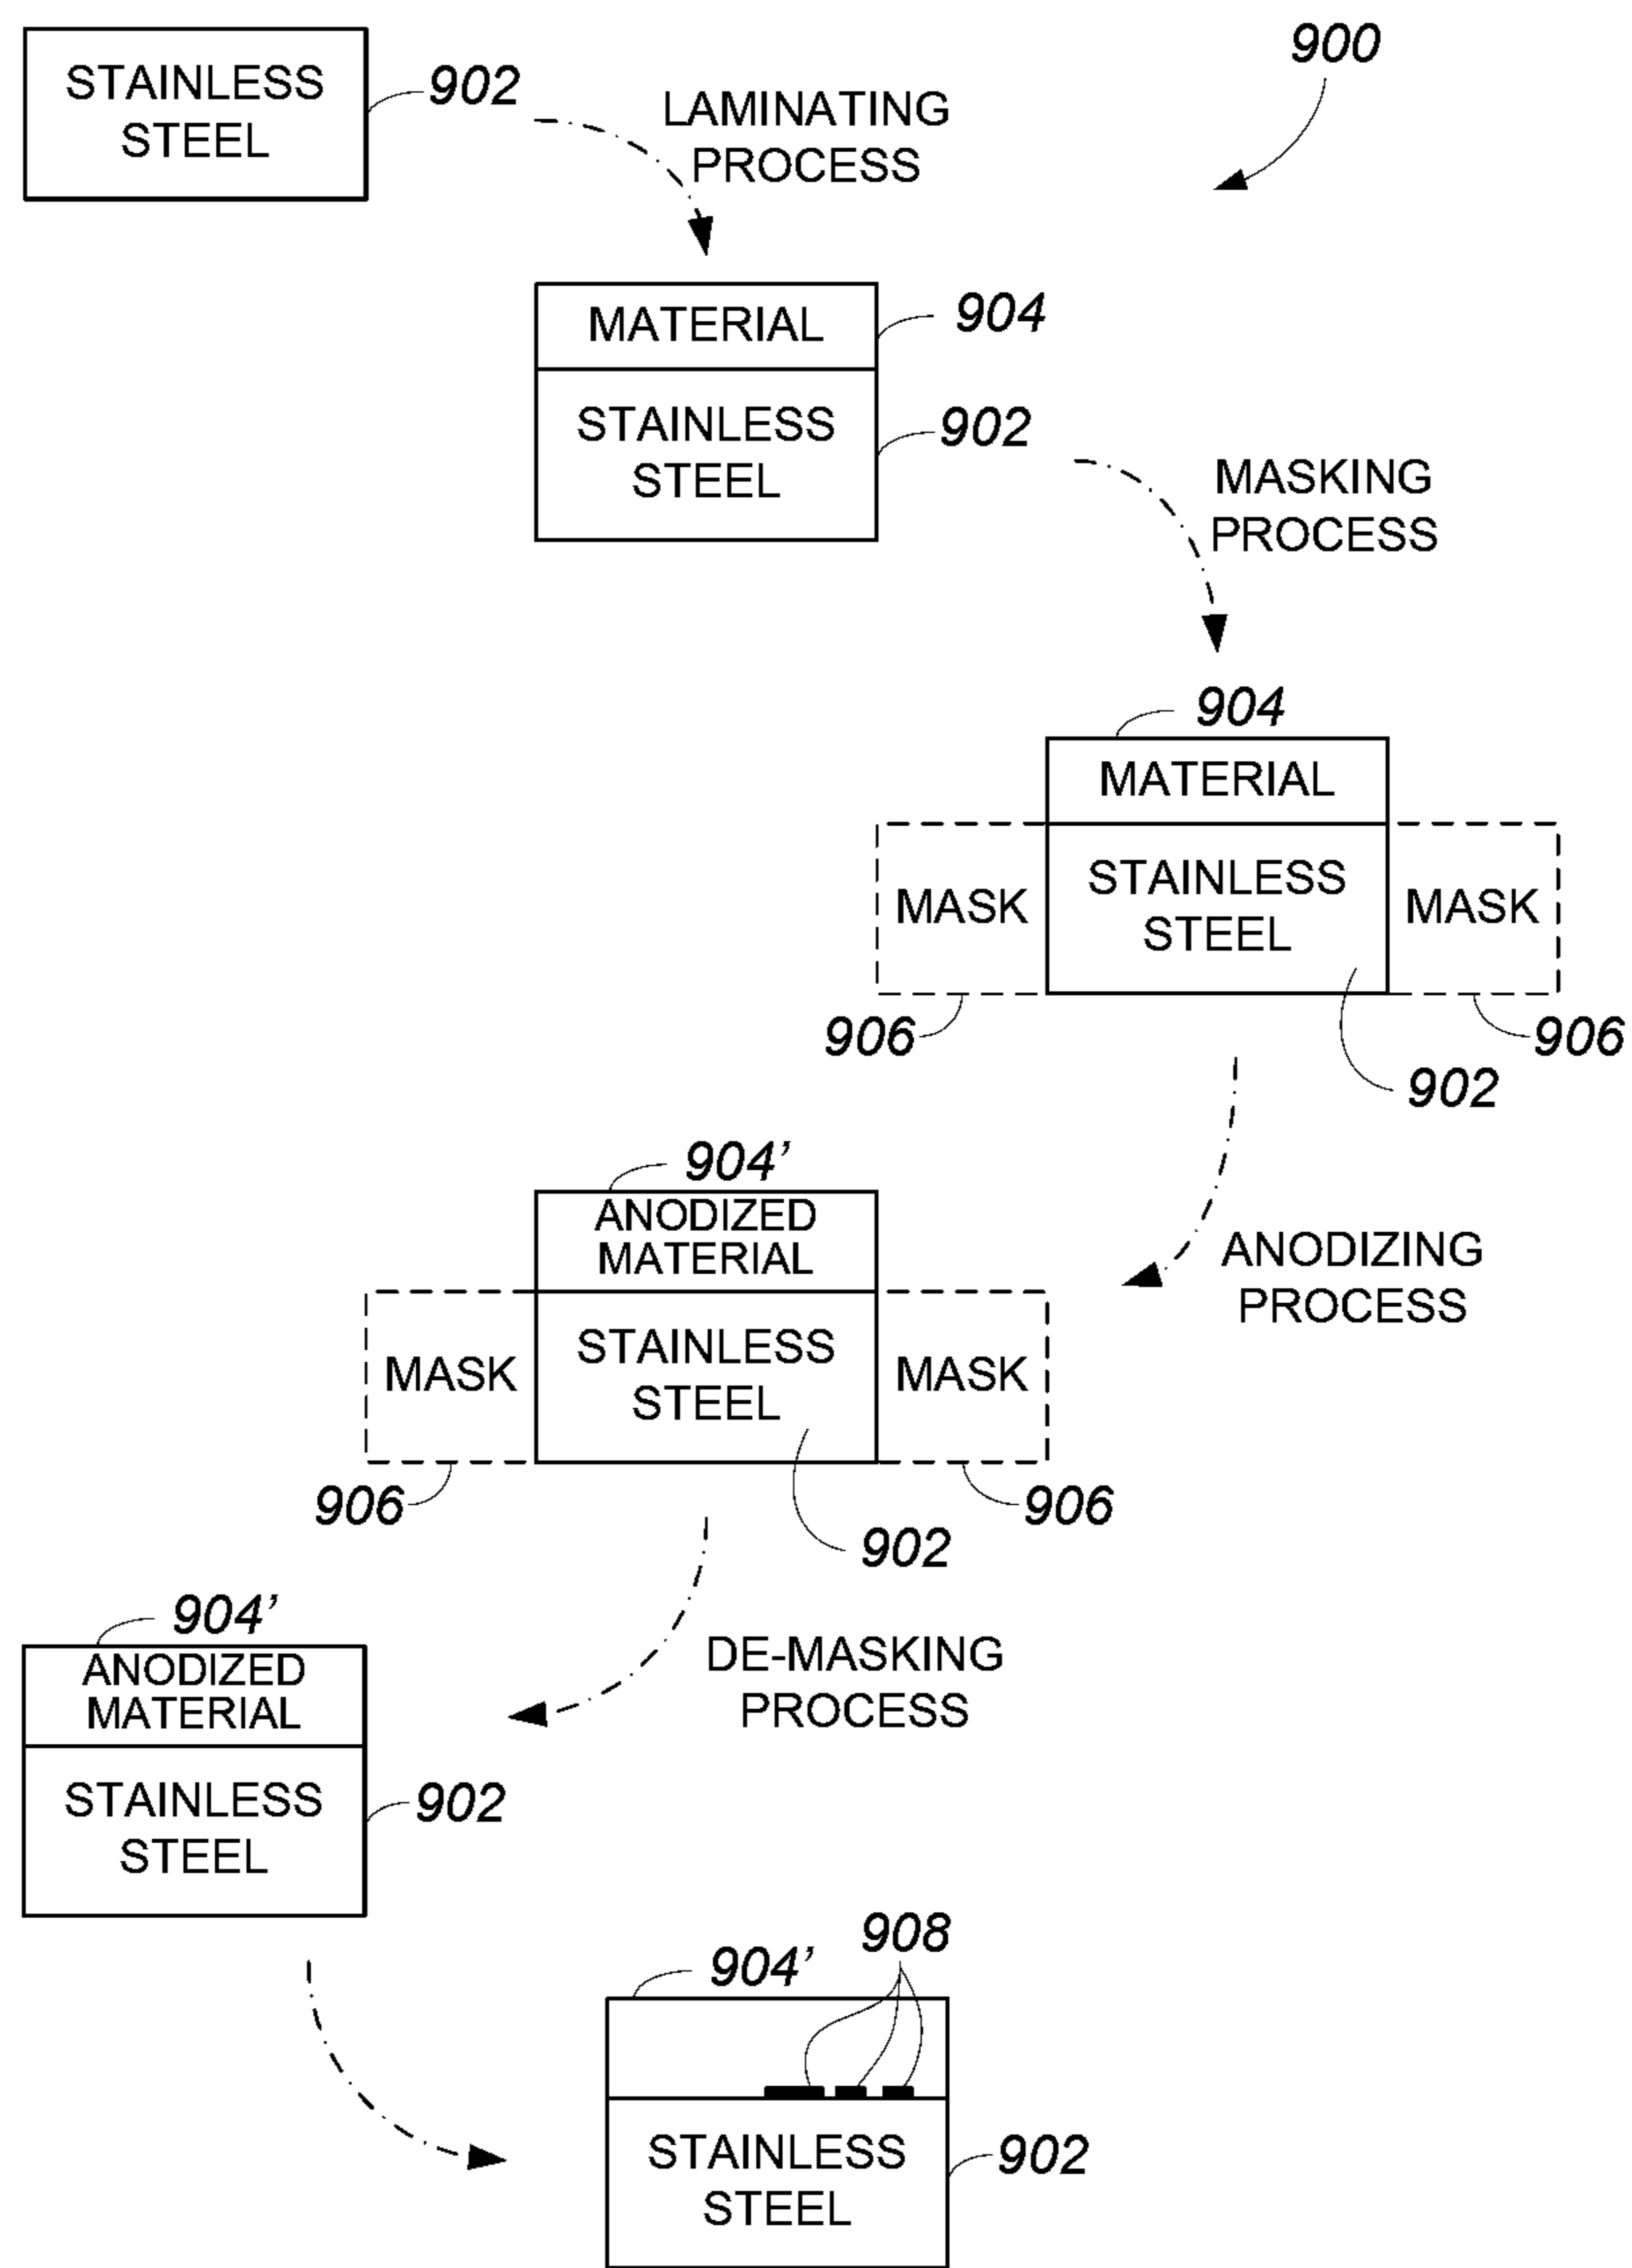 900
STAINLESS
STEEL
902
LAMINATING
PROCESS
MATERIAL
904
STAINLESS
STEEL
902
MASKING
PROCESS
904
MATERIAL
MASK
STAINLESS
STEEL
MASK
906
906
902
ANODIZING
PROCESS
904’
ANODIZED
MATERIAL
MASK
STAINLESS
STEEL
MASK
906
906
902
DE-MASKING
PROCESS
904’
ANODIZED
MATERIAL
STAINLESS
STEEL
902
904’
908
STAINLESS
STEEL
902